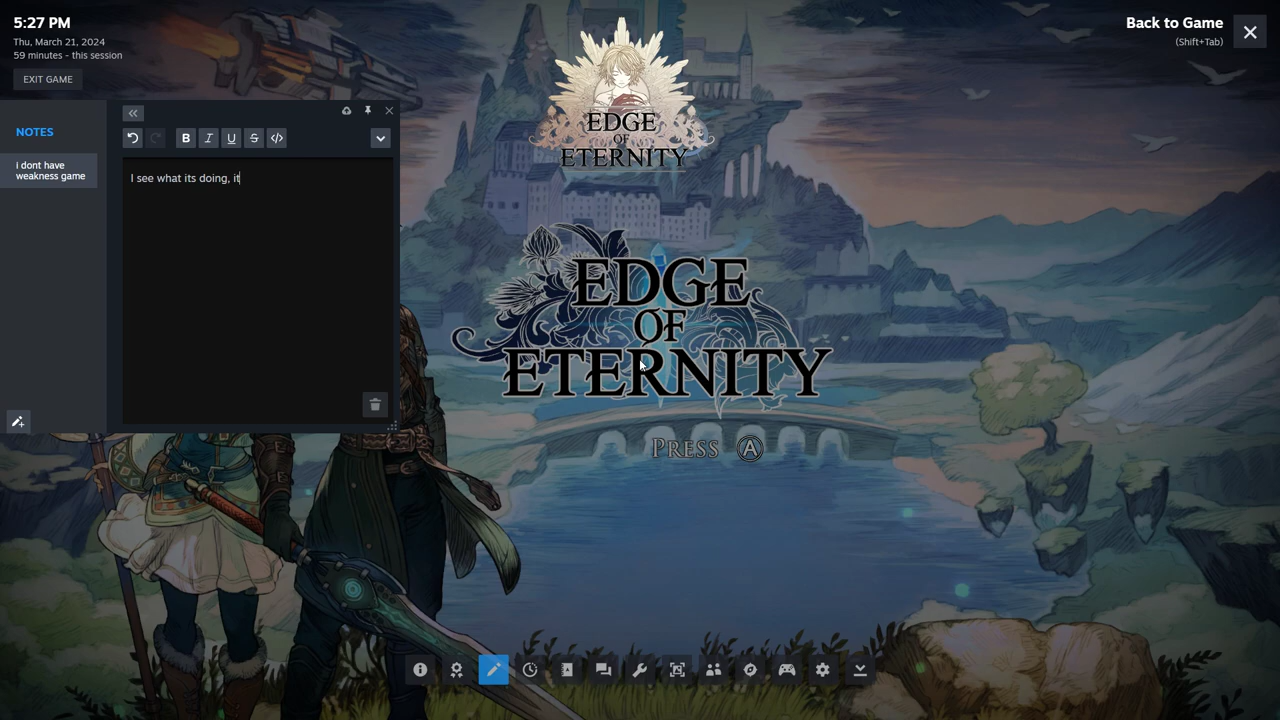 5:27 PM
Thu, March 21, 2024
59 minutes - this session
EXIT GAME
Back to Game
(Shift+Tab)
NOTES
i dont have
weakness game
B I U S
I see what its doing, it
EDGE
OF
ETERNITY
EDGE
OF
ETERNITY
PRESS A